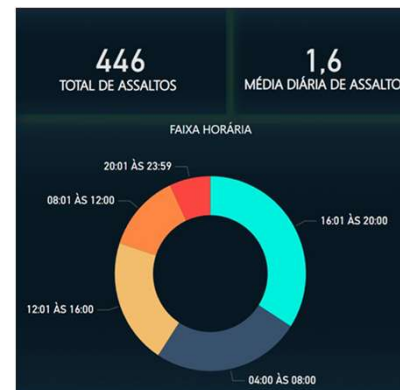 446
TOTAL DE ASSALTOS
1,6
MÉDIA DIÁRIA DE ASSALTO
FAIXA HORÁRIA
20:01 ÀS 23:59
08:01 ÀS 12:00
16:01 ÀS 20:00
12:01 ÀS 16:00
04:00 ÀS 08:00